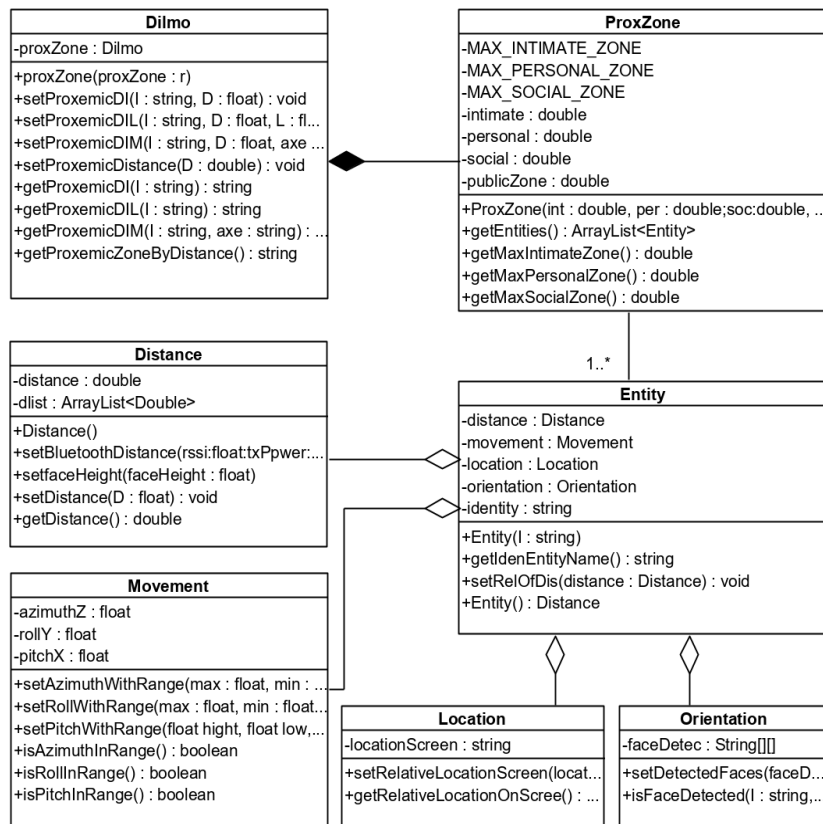 Dilmo
-proxZone : Dilmo
+proxZone(proxZone : r)
+setProxemicDI(I : string, D : float) : void
+setProxemicDIL(I : string, D : float, L : fl...
+setProxemicDIM(I : string, D : float, axe ...
+setProxemicDistance(D : double) : void
+getProxemicDI(I : string) : string
+getProxemicDIL(I : string) : string
+getProxemicDIM(I : string, axe : string) : ...
+getProxemicZoneByDistance() : string
ProxZone
-MAX_INTIMATE_ZONE
-MAX_PERSONAL_ZONE
-MAX_SOCIAL_ZONE
-intimate : double
-personal : double
-social : double
-publicZone : double
+ProxZone(int : double, per : double;soc:double, ...
+getEntities() : ArrayList<Entity>
+getMaxIntimateZone() : double
+getMaxPersonalZone() : double
+getMaxSocialZone() : double
1..*
Distance
-distance : double
-dlist : ArrayList<Double>
+Distance()
+setBluetoothDistance(rssi:float:txPpwer:...
+setfaceHeight(faceHeight : float)
+setDistance(D : float) : void
+getDistance() : double
Entity
-distance : Distance
-movement : Movement
-location : Location
-orientation : Orientation
-identity : string
+Entity(I : string)
+getIdenEntityName() : string
+setRelOfDis(distance : Distance) : void
+Entity() : Distance
Movement
-azimuthZ : float
-rollY : float
-pitchX : float
+setAzimuthWithRange(max : float, min : ...
+setRollWithRange(max : float, min : float...
+setPitchWithRange(float hight, float low,...
+isAzimuthInRange() : boolean
+isRollInRange() : boolean
+isPitchInRange() : boolean
Location
-locationScreen : string
+setRelativeLocationScreen(locat...
+getRelativeLocationOnScree() : ...
Orientation
-faceDetec : String[][]
+setDetectedFaces(faceD...
+isFaceDetected(I : string,...